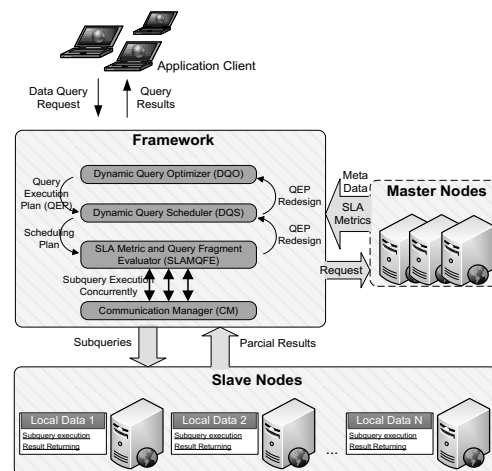 Application Client
Data Query
Request
Query
Results
Framework
Dynamic Query Optimizer (DQO)
Query
Execution
Plan (QEP)
QEP
Redesign
Dynamic Query Scheduler (DQS)
Scheduling
Plan
QEP
Redesign
SLA Metric and Query Fragment
Evaluator (SLAMQFE)
Subquery Execution
Concurrently
Communication Manager (CM)
Meta
Data
SLA
Metrics
Master Nodes
Request
Subqueries
Parcial Results
Slave Nodes
Local Data 1
Subquery execution
Result Returning
Local Data 2
Subquery execution
Result Returning
...
Local Data N
Subquery execution
Result Returning